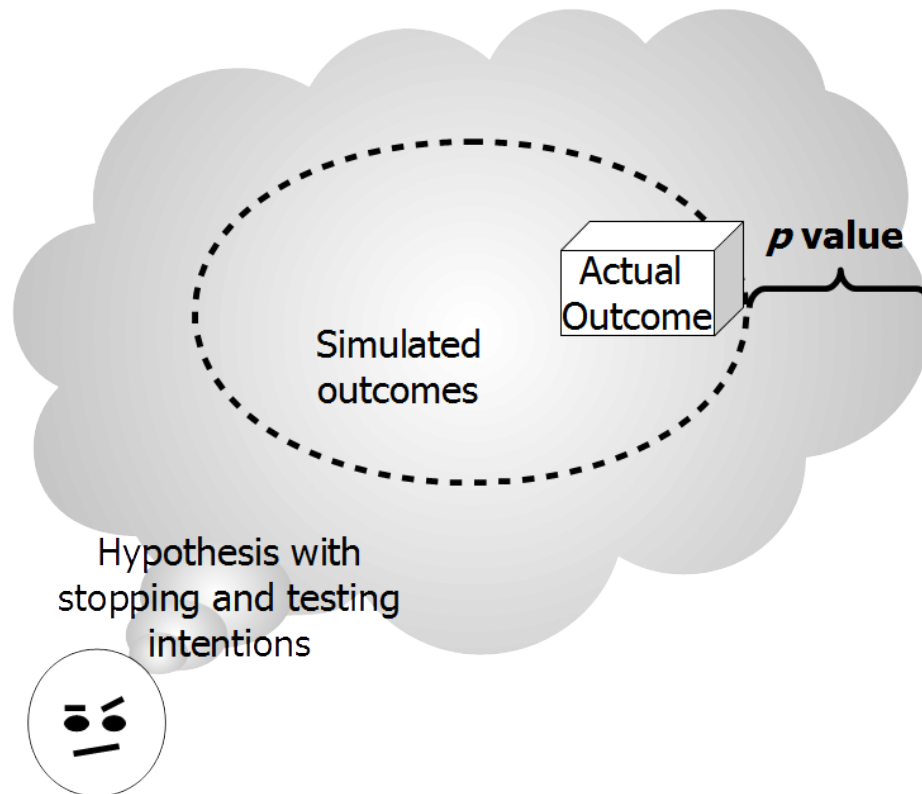 p value
Actual
Outcome
Simulated
outcomes
Hypothesis with
stopping and testing
intentions